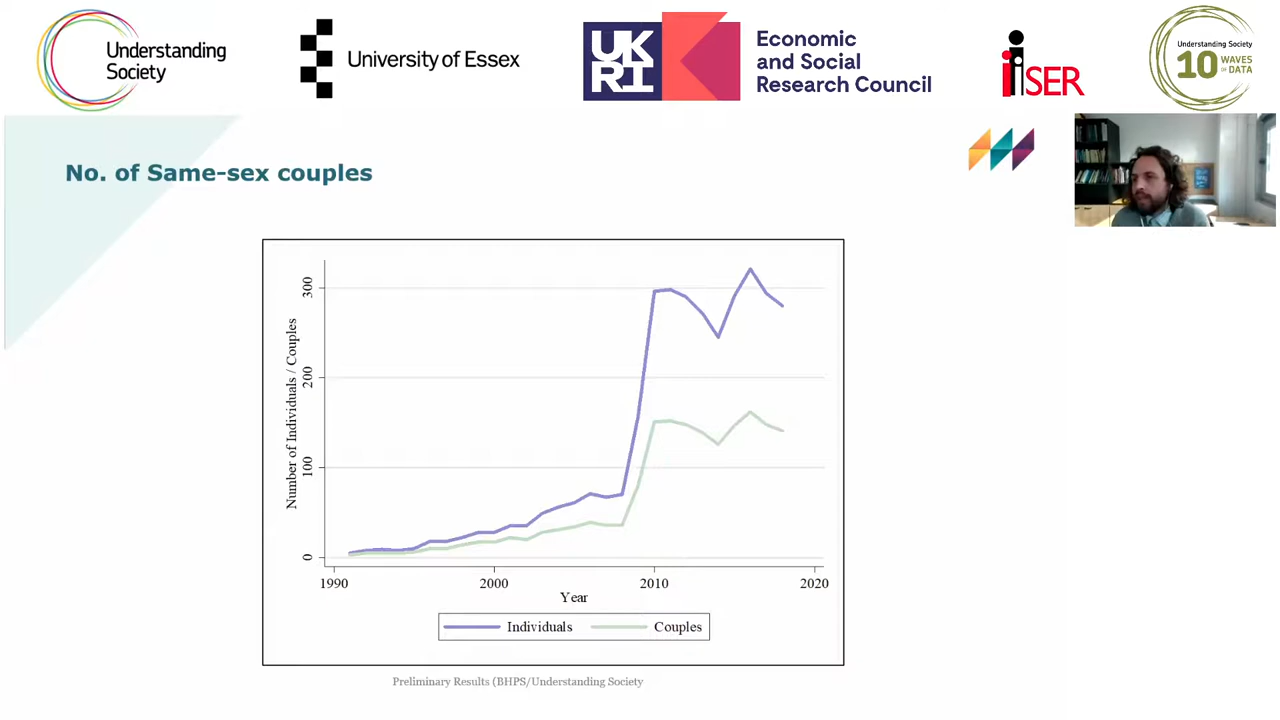 Understanding
Society
University of Essex
UK
RI
Economic
and Social
Research Council
iSER
Understanding Society
10 WAVES
OF DATA
No. of Same-sex couples
Number of Individuals / Couples
300
200
100
0
1990
2000
2010
2020
Year
Individuals
Couples
Preliminary Results (BHPS/Understanding Society